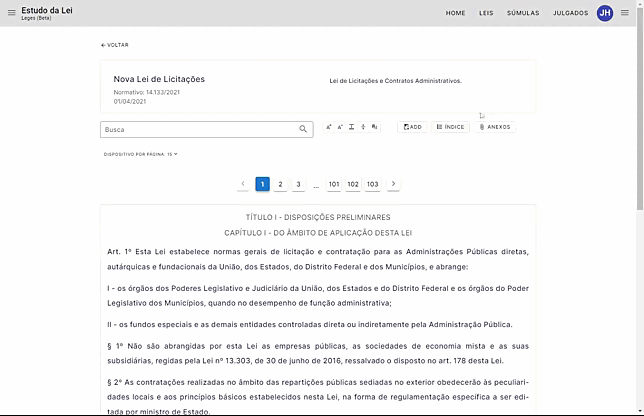 Estudo da Lei
Leges (Beta)
HOME LEIS SÚMULAS JULGADOS JH
VOLTAR
Nova Lei de Licitações
Normativo: 14.133/2021
01/04/2021
Lei de Licitações e Contratos Administrativos.
Busca
ADD ÍNDICE ANEXOS
DISPOSITIVO POR PÁGINA: 15
1 2 3 ... 101 102 103
TÍTULO I - DISPOSIÇÕES PRELIMINARES
CAPÍTULO I - DO ÂMBITO DE APLICAÇÃO DESTA LEI
Art. 1º Esta Lei estabelece normas gerais de licitação e contratação para as Administrações Públicas diretas,
autárquicas e fundacionais da União, dos Estados, do Distrito Federal e dos Municípios, e abrange:
I - os órgãos dos Poderes Legislativo e Judiciário da União, dos Estados e do Distrito Federal e os órgãos do Poder
Legislativo dos Municípios, quando no desempenho de função administrativa;
II - os fundos especiais e as demais entidades controladas direta ou indiretamente pela Administração Pública.
§ 1º Não são abrangidas por esta Lei as empresas públicas, as sociedades de economia mista e as suas
subsidiárias, regidas pela Lei nº 13.303, de 30 de junho de 2016, ressalvado o disposto no art. 178 desta Lei.
§ 2º As contratações realizadas no âmbito das repartições públicas sediadas no exterior obedecerão às peculiari-
dades locais e aos princípios básicos estabelecidos nesta Lei, na forma de regulamentação específica a ser edi-
tada por ministro de Estado.